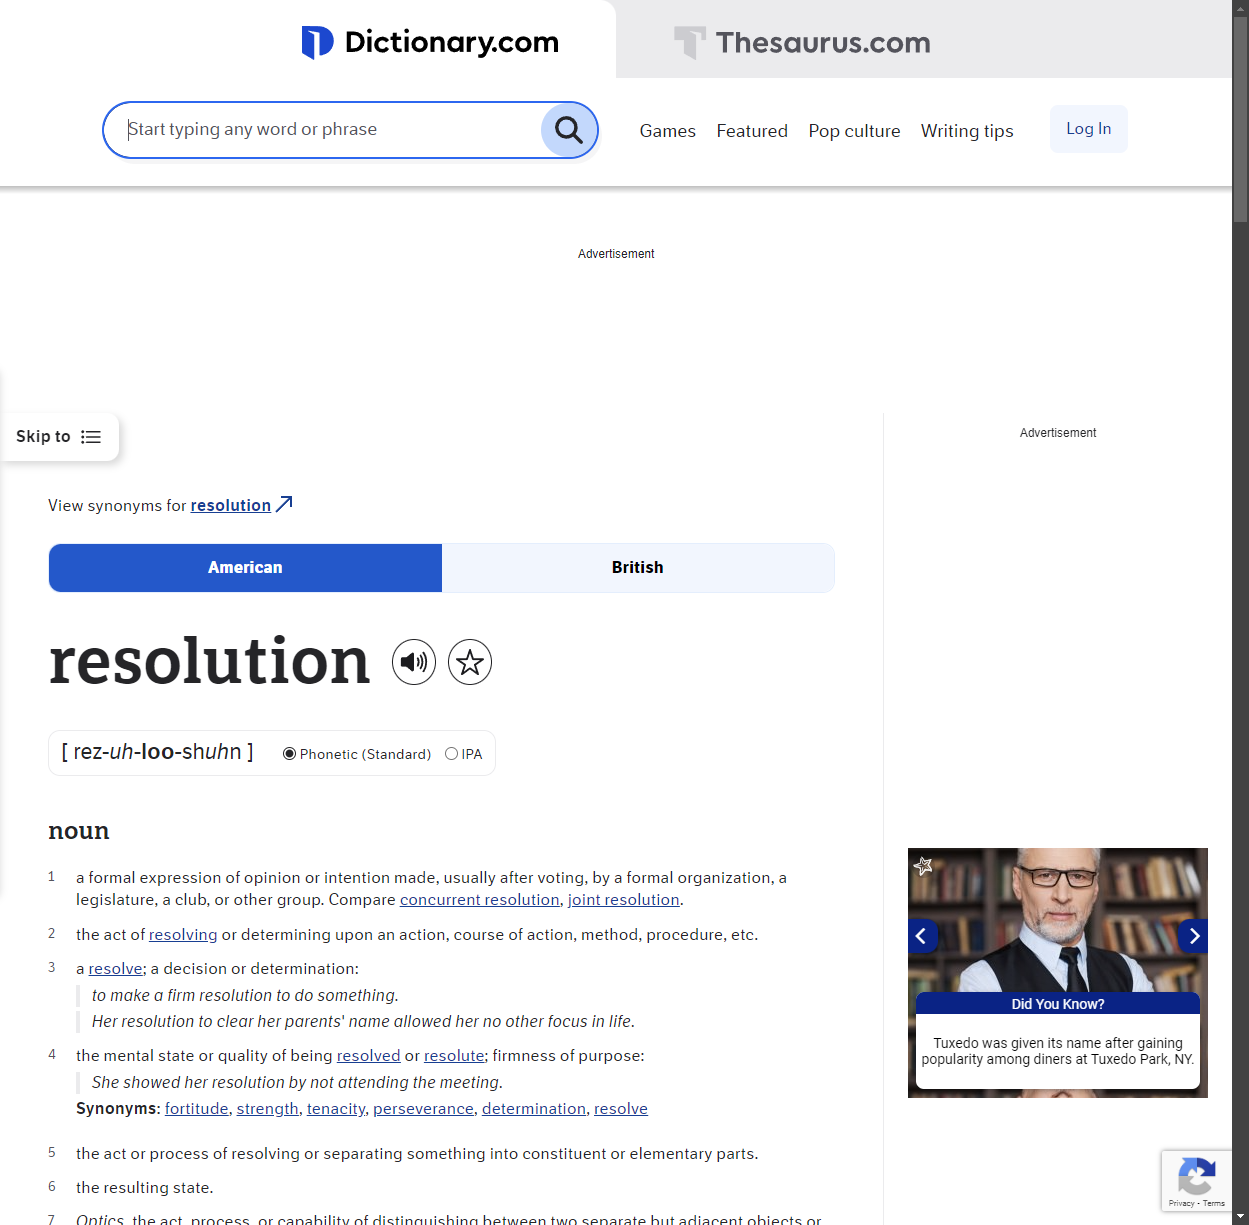 Dictionary.com
Thesaurus.com
Start typing any word or phrase
Games
Featured
Pop culture
Writing tips
Log In
Advertisement
Skip to
Advertisement
View synonyms for resolution
American
British
resolution
[ rez-uh-loo-shuhn ]
Phonetic (Standard)
IPA
noun
1 a formal expression of opinion or intention made, usually after voting, by a formal organization, a
legislature, a club, or other group. Compare concurrent resolution, joint resolution.
2 the act of resolving or determining upon an action, course of action, method, procedure, etc.
3 a resolve; a decision or determination:
to make a firm resolution to do something.
Her resolution to clear her parents' name allowed her no other focus in life.
4 the mental state or quality of being resolved or resolute; firmness of purpose:
She showed her resolution by not attending the meeting.
Synonyms: fortitude, strength, tenacity, perseverance, determination, resolve
5 the act or process of resolving or separating something into constituent or elementary parts.
6 the resulting state.
7 Optics. the act, process, or capability of distinguishing between two separate but adjacent objects or
Did You Know?
Tuxedo was given its name after gaining
popularity among diners at Tuxedo Park, NY.
Privacy - Terms